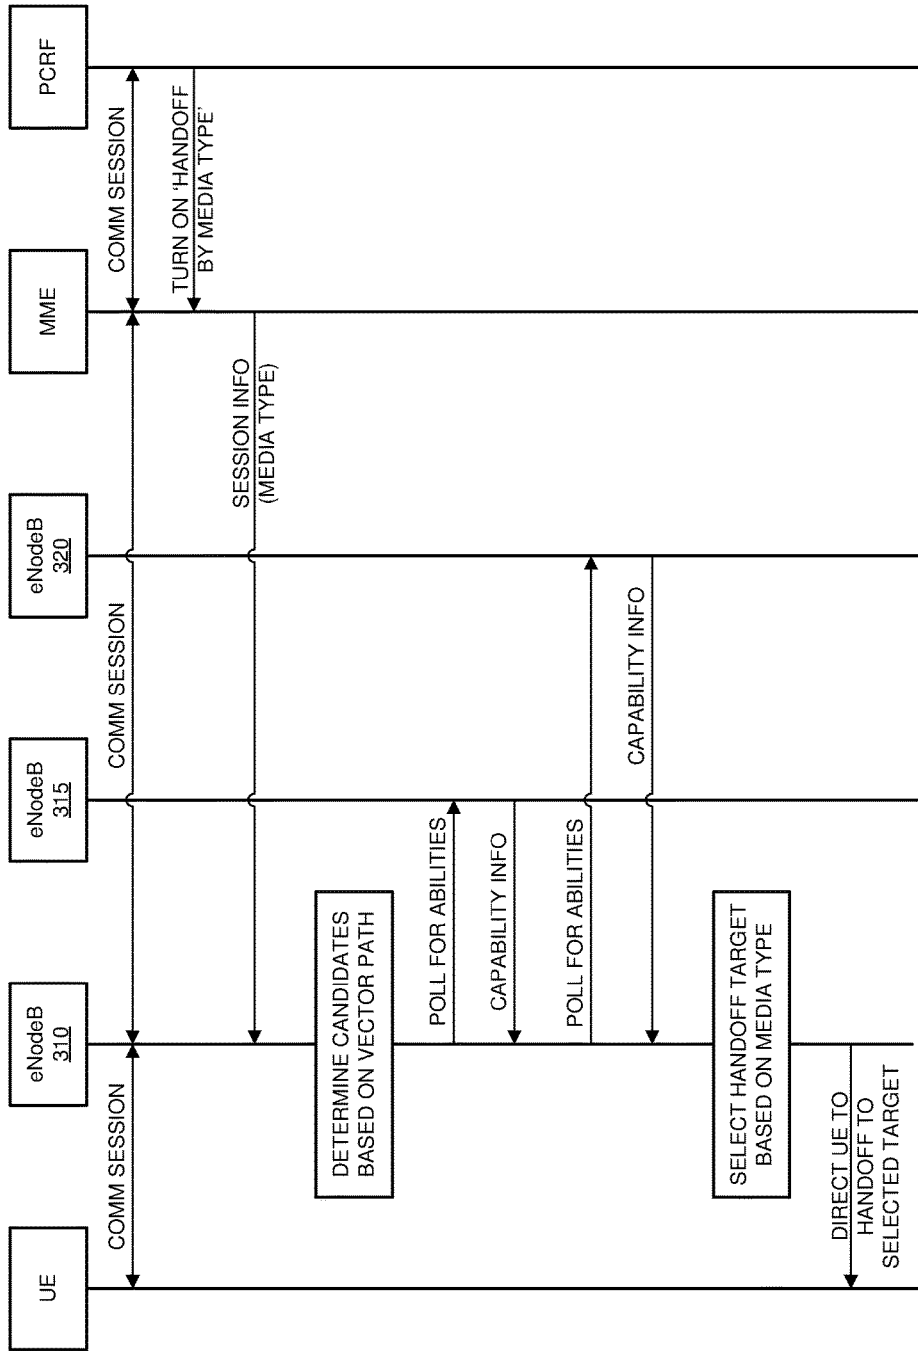 UE
eNodeB
310
eNodeB
315
eNodeB
320
MME
PCRF
COMM SESSION
COMM SESSION
COMM SESSION
TURN ON 'HANDOFF
BY MEDIA TYPE'
SESSION INFO
(MEDIA TYPE)
DETERMINE CANDIDATES
BASED ON VECTOR PATH
POLL FOR ABILITIES
CAPABILITY INFO
POLL FOR ABILITIES
CAPABILITY INFO
SELECT HANDOFF TARGET
BASED ON MEDIA TYPE
DIRECT UE TO
HANDOFF TO
SELECTED TARGET